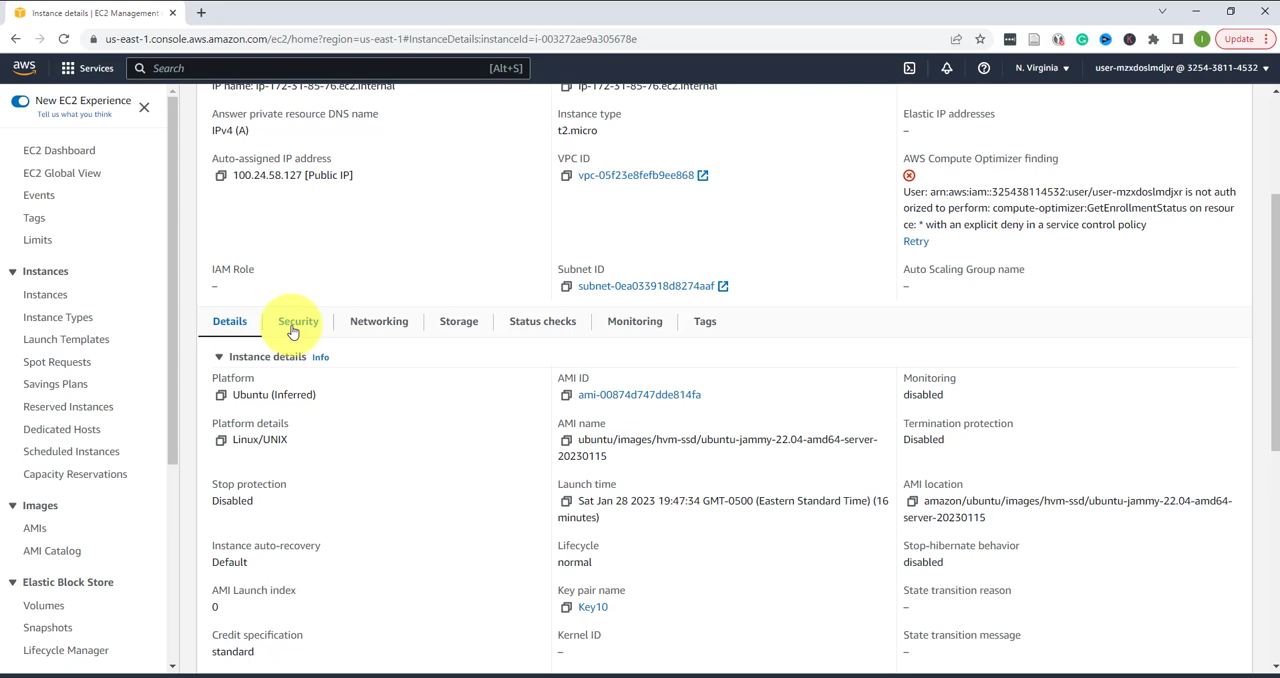 Instance details | EC2 Management
us-east-1.console.aws.amazon.com/ec2/home?region=us-east-1#InstanceDetails:instanceId=i-003272ae9a305678e
Update
aws
Services
Search
[Alt+S]
N. Virginia
user-mzxdoslmdjxr @ 3254-3811-4532
New EC2 Experience
Tell us what you think
EC2 Dashboard
EC2 Global View
Events
Tags
Limits
Instances
Instances
Instance Types
Launch Templates
Spot Requests
Savings Plans
Reserved Instances
Dedicated Hosts
Scheduled Instances
Capacity Reservations
Images
AMIs
AMI Catalog
Elastic Block Store
Volumes
Snapshots
Lifecycle Manager
IP name: ip-172-31-85-76.ec2.internal
ip-172-31-85-76.ec2.internal
Answer private resource DNS name
IPv4 (A)
Instance type
t2.micro
Elastic IP addresses
–
Auto-assigned IP address
100.24.58.127 [Public IP]
VPC ID
vpc-05f23e8fefb9ee868
AWS Compute Optimizer finding
User: arn:aws:iam::325438114532:user/user-mzxdoslmdjxr is not auth
orized to perform: compute-optimizer:GetEnrollmentStatus on resour
ce: * with an explicit deny in a service control policy
Retry
IAM Role
–
Subnet ID
subnet-0ea033918d8274aaf
Auto Scaling Group name
–
Details
Security
Networking
Storage
Status checks
Monitoring
Tags
Instance details Info
Platform
Ubuntu (Inferred)
AMI ID
ami-00874d747dde814fa
Monitoring
disabled
Platform details
Linux/UNIX
AMI name
ubuntu/images/hvm-ssd/ubuntu-jammy-22.04-amd64-server-
20230115
Termination protection
Disabled
Stop protection
Disabled
Launch time
Sat Jan 28 2023 19:47:34 GMT-0500 (Eastern Standard Time) (16
minutes)
AMI location
amazon/ubuntu/images/hvm-ssd/ubuntu-jammy-22.04-amd64-
server-20230115
Instance auto-recovery
Default
Lifecycle
normal
Stop-hibernate behavior
disabled
AMI Launch index
0
Key pair name
Key10
State transition reason
–
Credit specification
standard
Kernel ID
–
State transition message
–